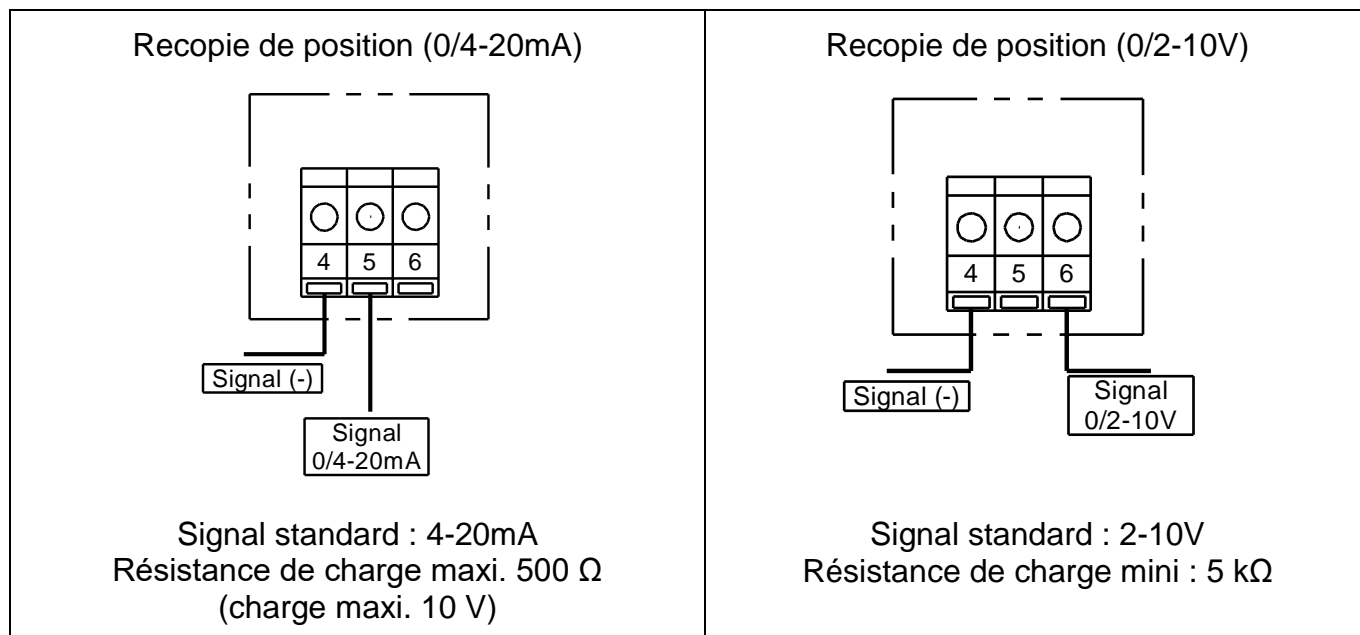 Recopie de position (0/4-20mA)
4 5 6
Signal (-)
Signal
0/4-20mA
Signal standard : 4-20mA
Résistance de charge maxi. 500 Ω
(charge maxi. 10 V)
Recopie de position (0/2-10V)
4 5 6
Signal (-)
Signal
0/2-10V
Signal standard : 2-10V
Résistance de charge mini : 5 kΩ